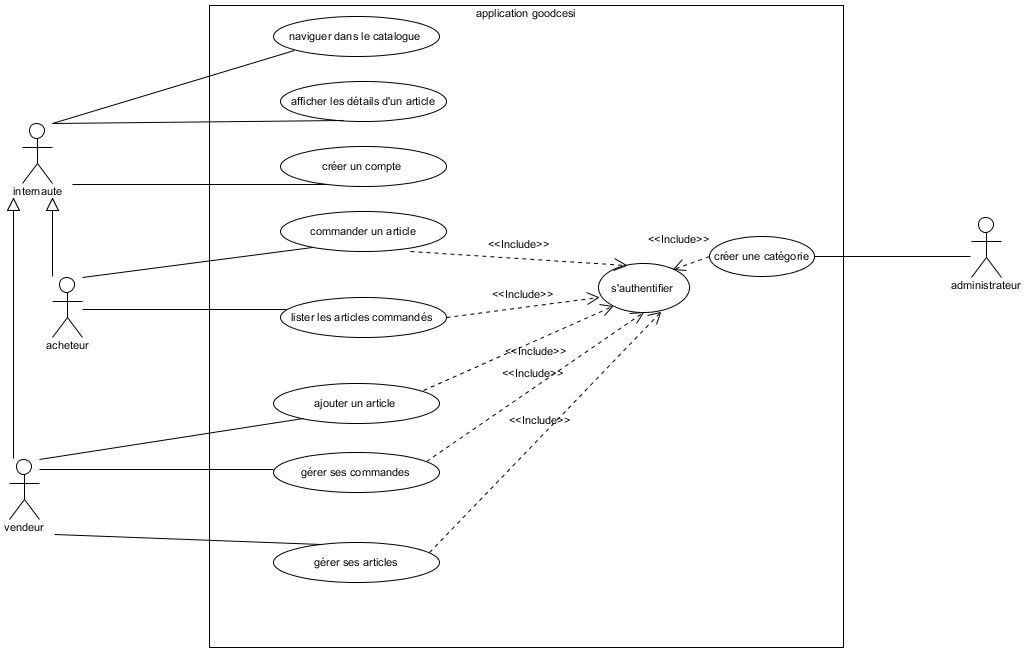 application goodcesi
naviguer dans le catalogue
afficher les détails d'un article
créer un compte
internaute
commander un article
<<Include>>
<<Include>>
créer une catégorie
s'authentifier
administrateur
<<Include>>
lister les articles commandés
acheteur
<<Include>>
<<Include>>
ajouter un article
<<Include>>
gérer ses commandes
vendeur
gérer ses articles